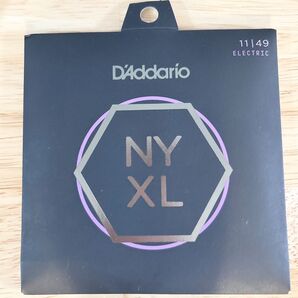 D'Addario
11|49
ELECTRIC
NY
XL